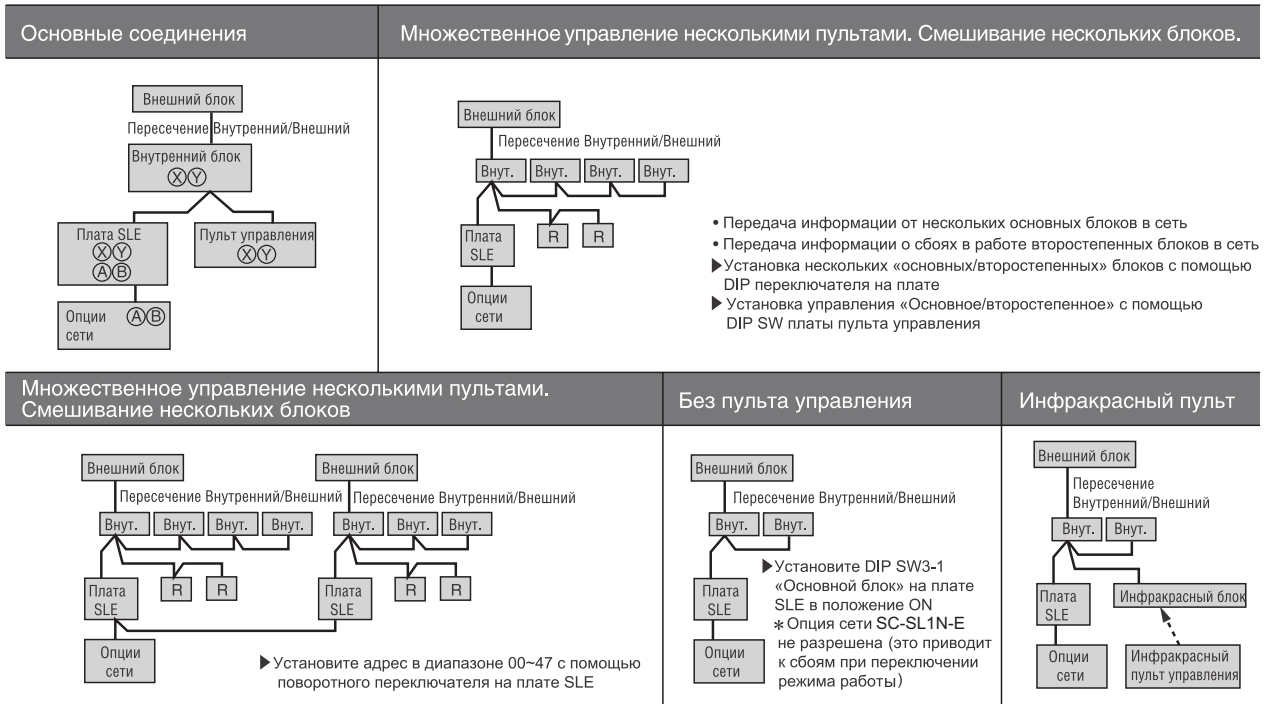 Основные соединения
Множественное управление несколькими пультами. Смешивание нескольких блоков.
Внешний блок
Пересечение Внутренний/Внешний
Внутренний блок
XY
Плата SLE
XY
AB
Пульт управления
XY
Опции AB
сети
Внешний блок
Пересечение Внутренний/Внешний
Внут. Внут. Внут. Внут.
Плата
SLE
R R
Опции
сети
• Передача информации от нескольких основных блоков в сеть
• Передача информации о сбоях в работе второстепенных блоков в сеть
▶Установка нескольких «основных/второстепенных» блоков с помощью
DIP переключателя на плате
▶ Установка управления «Основное/второстепенное» с помощью
DIP SW платы пульта управления
Множественное управление несколькими пультами.
Смешивание нескольких блоков
Без пульта управления
Инфракрасный пульт
Внешний блок
Пересечение Внутренний/Внешний
Внут. Внут. Внут. Внут.
Плата
SLE
R R
Опции
сети
Внешний блок
Пересечение Внутренний/Внешний
Внут. Внут. Внут.
Плата
SLE
R R
▶Установите адрес в диапазоне 00~47 с помощью
поворотного переключателя на плате SLE
Внешний блок
Пересечение Внутренний/Внешний
Внут. Внут.
Плата
SLE
Опции
сети
▶Установите DIP SW3-1
«Основной блок» на плате
SLE в положение ON
* Опция сети SC-SL1N-E
не разрешена (это приводит
к сбоям при переключении
режима работы)
Внешний блок
Пересечение
Внутренний/Внешний
Внут. Внут.
Плата
SLE
Инфракрасный блок
Опции
сети
Инфракрасный
пульт управления